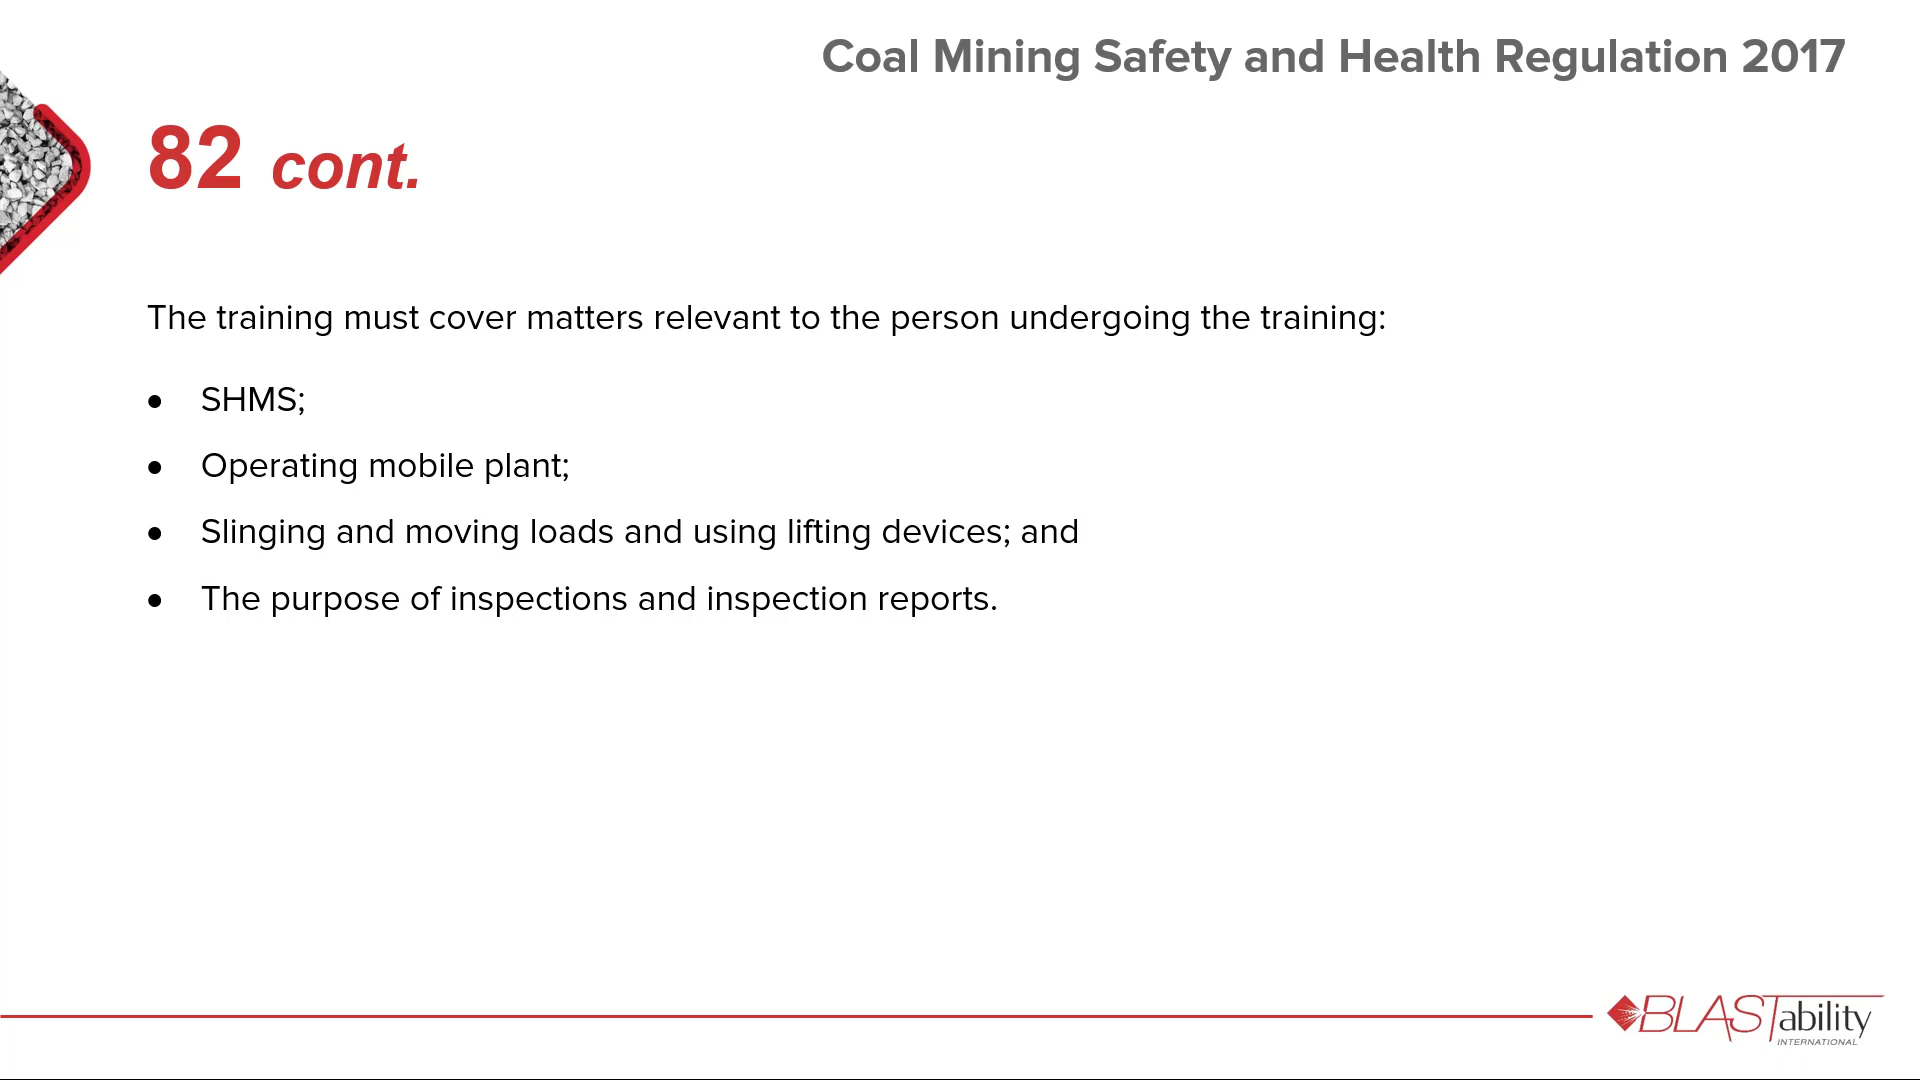 Coal Mining Safety and Health Regulation 2017
82 cont.
The training must cover matters relevant to the person undergoing the training:
• SHMS;
• Operating mobile plant;
• Slinging and moving loads and using lifting devices; and
• The purpose of inspections and inspection reports.
BLASTability
INTERNATIONAL